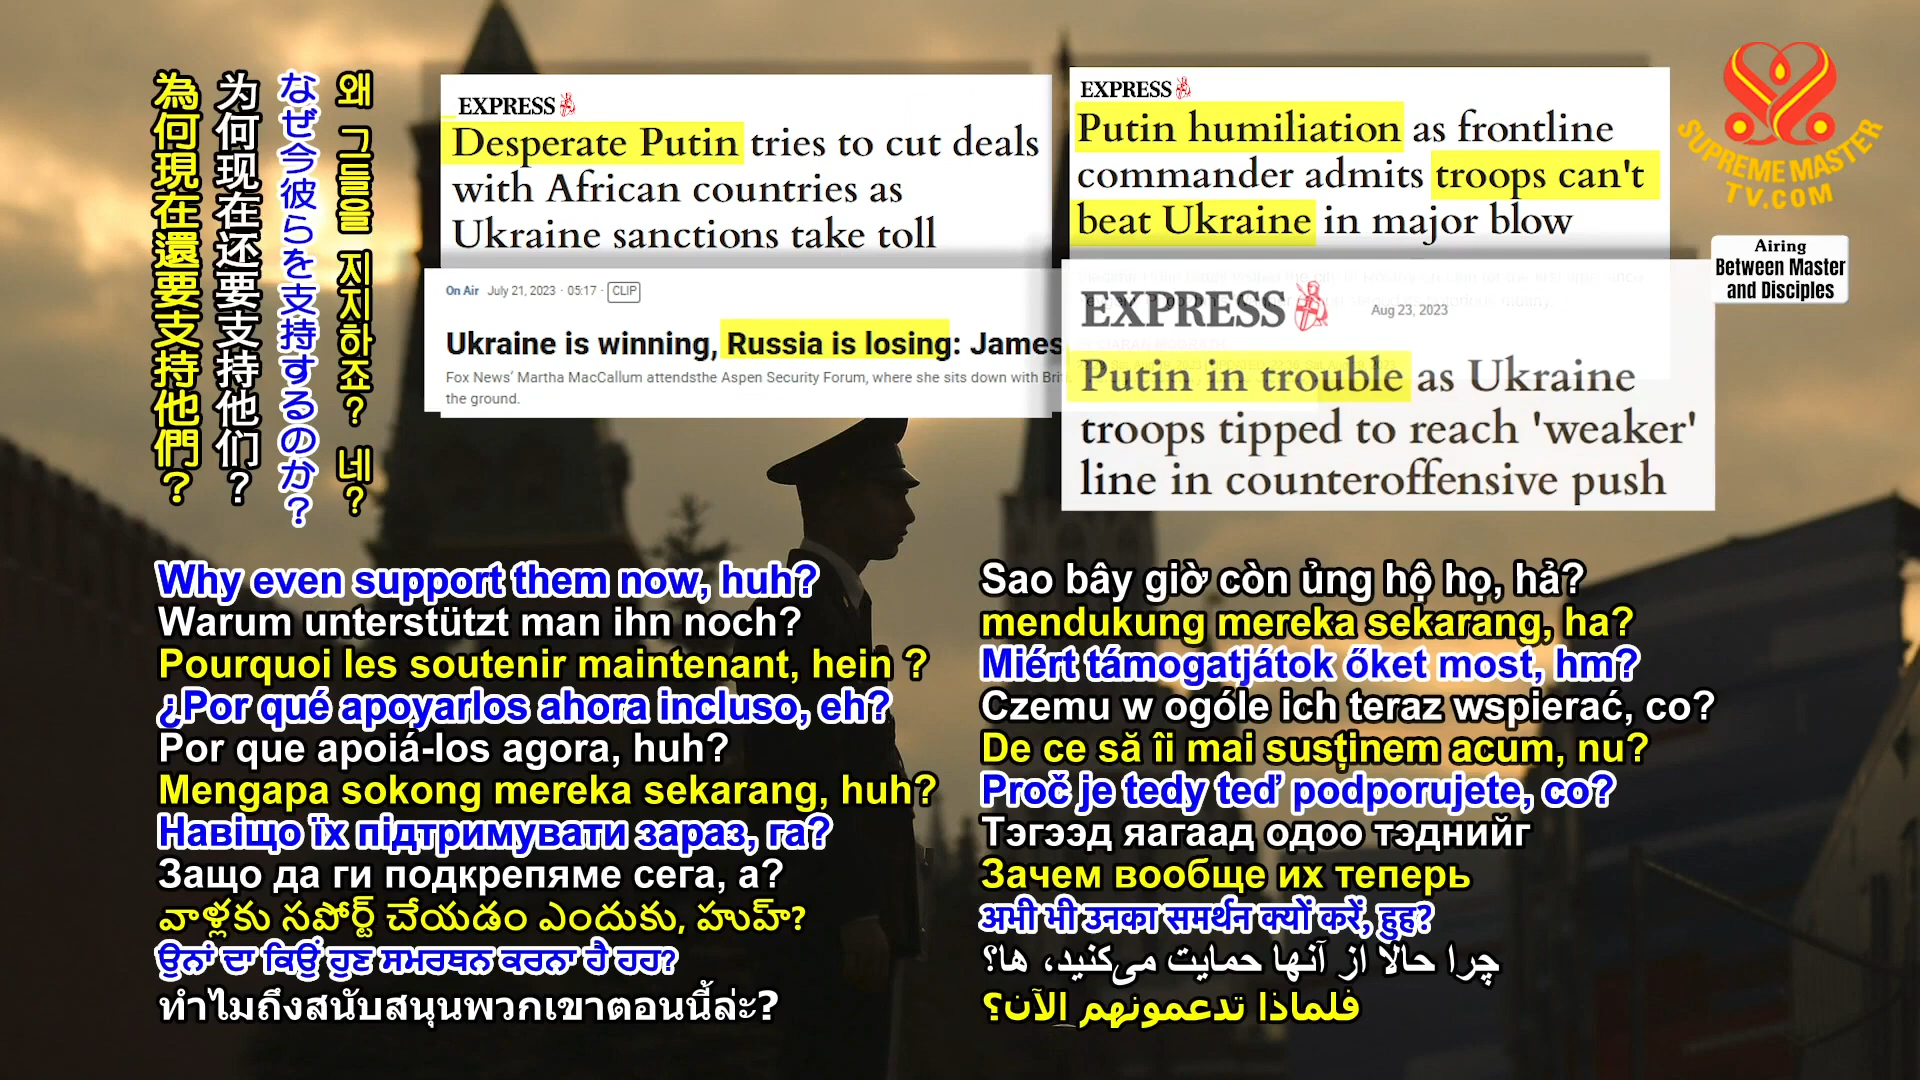 為何現在還要支持他們？
为何现在还要支持他们？
なぜ今彼らを支持するのか？
왜 그들을 지지하죠? 네?
EXPRESS
Desperate Putin tries to cut deals
with African countries as
Ukraine sanctions take toll
On Air July 21, 2023 · 05:17 · CLIP
Ukraine is winning, Russia is losing: James
Fox News' Martha MacCallum attendsthe Aspen Security Forum, where she sits down with Brit
the ground.
EXPRESS
Putin humiliation as frontline
commander admits troops can't
beat Ukraine in major blow
EXPRESS
Aug 23, 2023
Putin in trouble as Ukraine
troops tipped to reach 'weaker'
line in counteroffensive push
SUPREME MASTER
TV.COM
Airing
Between Master
and Disciples
Why even support them now, huh?
Warum unterstützt man ihn noch?
Pourquoi les soutenir maintenant, hein ?
¿Por qué apoyarlos ahora incluso, eh?
Por que apoiá-los agora, huh?
Mengapa sokong mereka sekarang, huh?
Навіщо їх підтримувати зараз, га?
Защо да ги подкрепяме сега, а?
వాళ్లకు సపోర్ట్ చేయడం ఎందుకు, హుహ్?
ਉਨਾਂ ਦਾ ਕਿਉਂ ਹੁਣ ਸਮਰਥਨ ਕਰਨਾ ਹੈ ਹਹ?
ทำไมถึงสนับสนุนพวกเขาตอนนี้ล่ะ?
Sao bây giờ còn ủng hộ họ, hả?
mendukung mereka sekarang, ha?
Miért támogatjátok őket most, hm?
Czemu w ogóle ich teraz wspierać, co?
De ce să îi mai susținem acum, nu?
Proč je tedy teď podporujete, co?
Тэгээд яагаад одоо тэднийг
Зачем вообще их теперь
अभी भी उनका समर्थन क्यों करें, हुह?
چرا حالا از آنها حمایت می‌کنید، ها؟
فلماذا تدعمونهم الآن؟